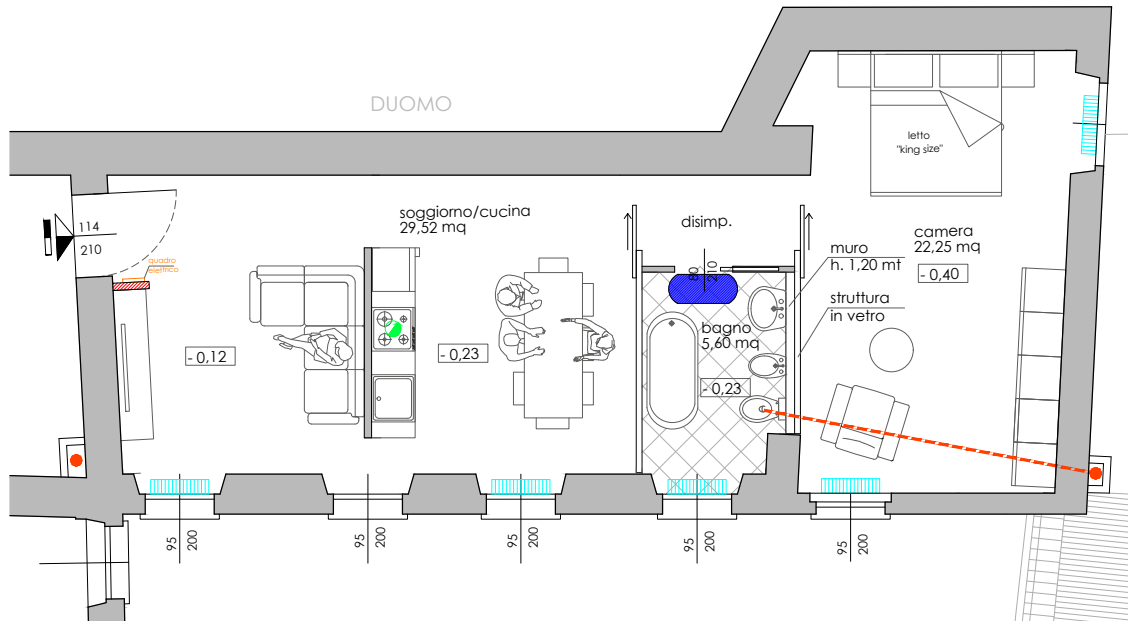 DUOMO
letto
"king size"
114
210
quadro
elettrico
soggiorno/cucina
29,52 mq
disimp.
camera
22,25 mq
- 0,40
muro
h. 1,20 mt
struttura
in vetro
80
210
bagno
5,60 mq
- 0,23
- 0,12
- 0,23
95
200
95
200
95
200
95
200
95
200